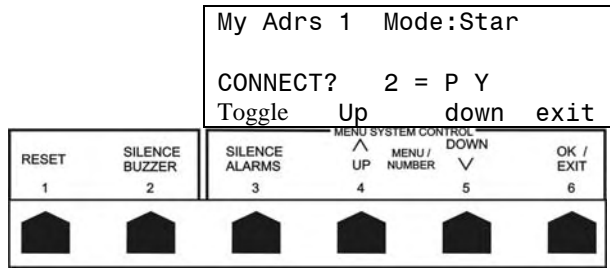 My Adrs 1 Mode:Star
CONNECT? 2 = P Y
Toggle Up down exit
MENU SYSTEM CONTROL
RESET
1
SILENCE
BUZZER
2
SILENCE
ALARMS
3
UP
4
MENU /
NUMBER
DOWN
5
OK /
EXIT
6